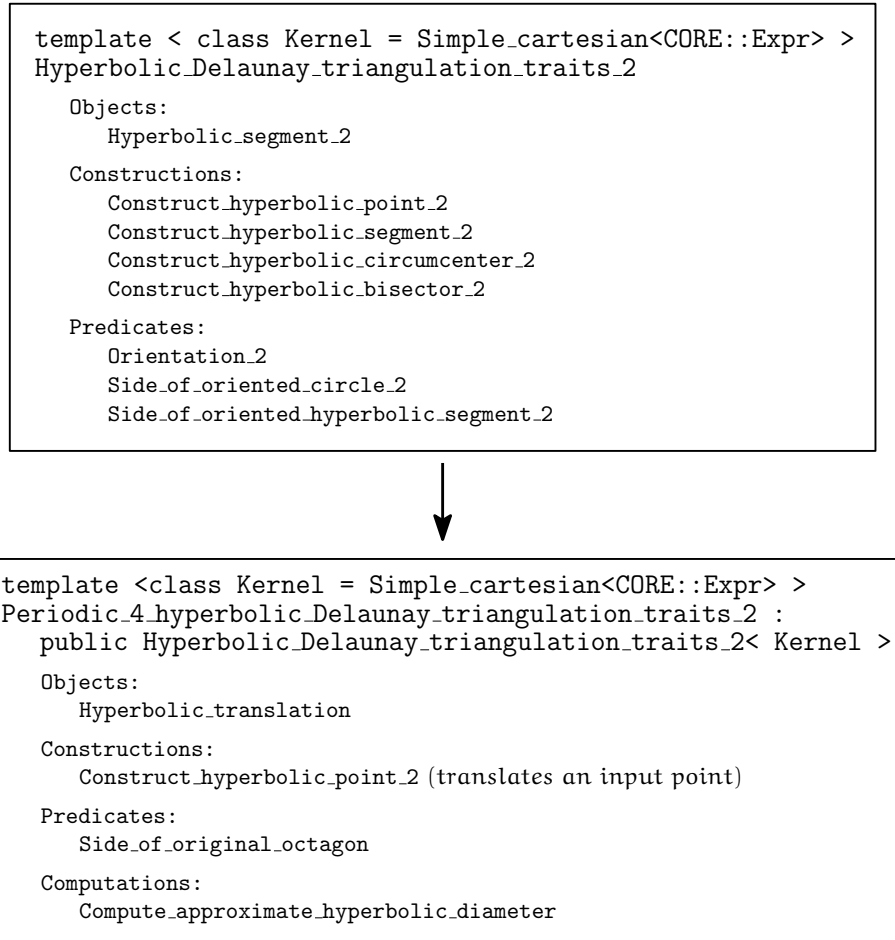 template < class Kernel = Simple_cartesian<CORE::Expr> >
Hyperbolic_Delaunay_triangulation_traits_2
Objects:
Hyperbolic_segment_2
Constructions:
Construct_hyperbolic_point_2
Construct_hyperbolic_segment_2
Construct_hyperbolic_circumcenter_2
Construct_hyperbolic_bisector_2
Predicates:
Orientation_2
Side_of_oriented_circle_2
Side_of_oriented_hyperbolic_segment_2
template <class Kernel = Simple_cartesian<CORE::Expr> >
Periodic_4_hyperbolic_Delaunay_triangulation_traits_2 :
public Hyperbolic_Delaunay_triangulation_traits_2< Kernel >
Objects:
Hyperbolic_translation
Constructions:
Construct_hyperbolic_point_2 (translates an input point)
Predicates:
Side_of_original_octagon
Computations:
Compute_approximate_hyperbolic_diameter